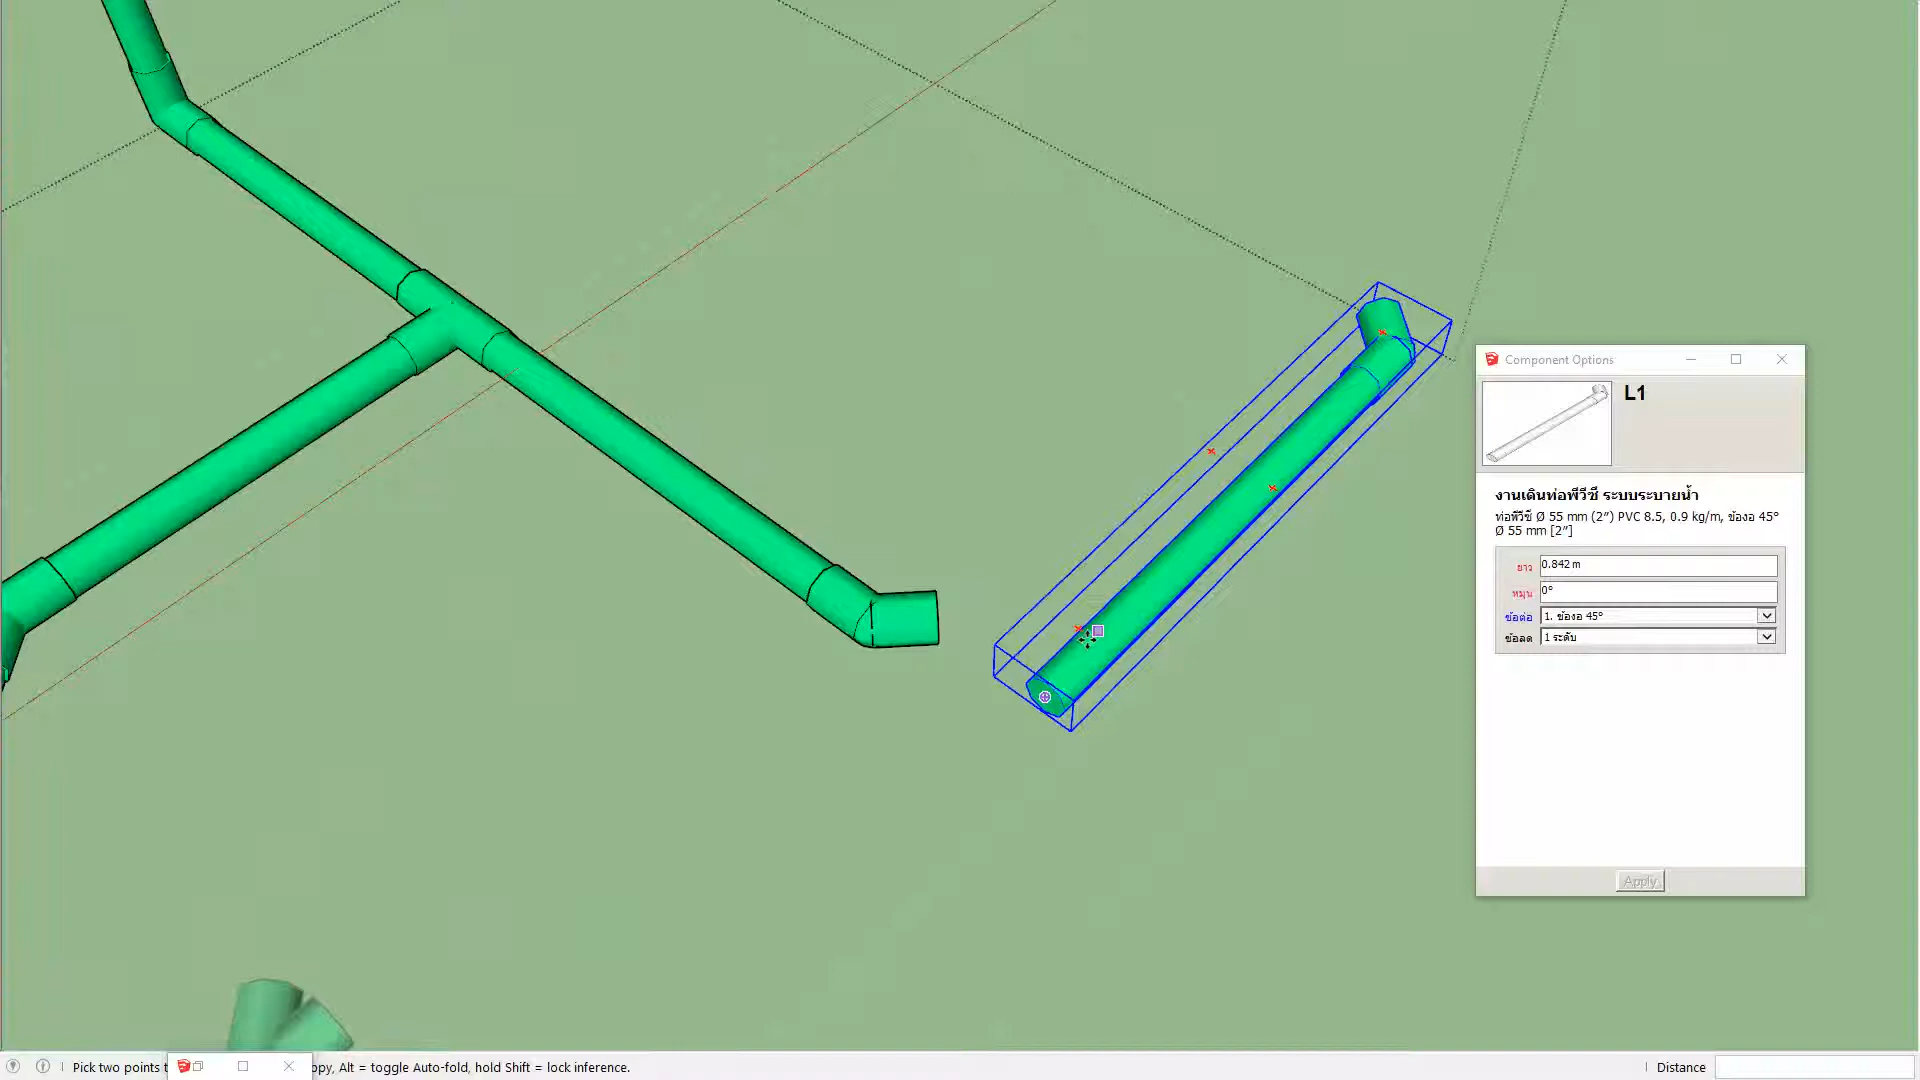 Component Options
L1
งานเดินท่อพีวีซี ระบบระบายน้ำ
ท่อพีวีซี Ø 55 mm (2”) PVC 8.5, 0.9 kg/m, ข้องอ 45°
Ø 55 mm [2”]
ยาว 0.842 m
หมุน 0°
ข้อต่อ 1. ข้องอ 45°
ข้อลด 1 ระดับ
Apply
Pick two points opy, Alt = toggle Auto-fold, hold Shift = lock inference. Distance